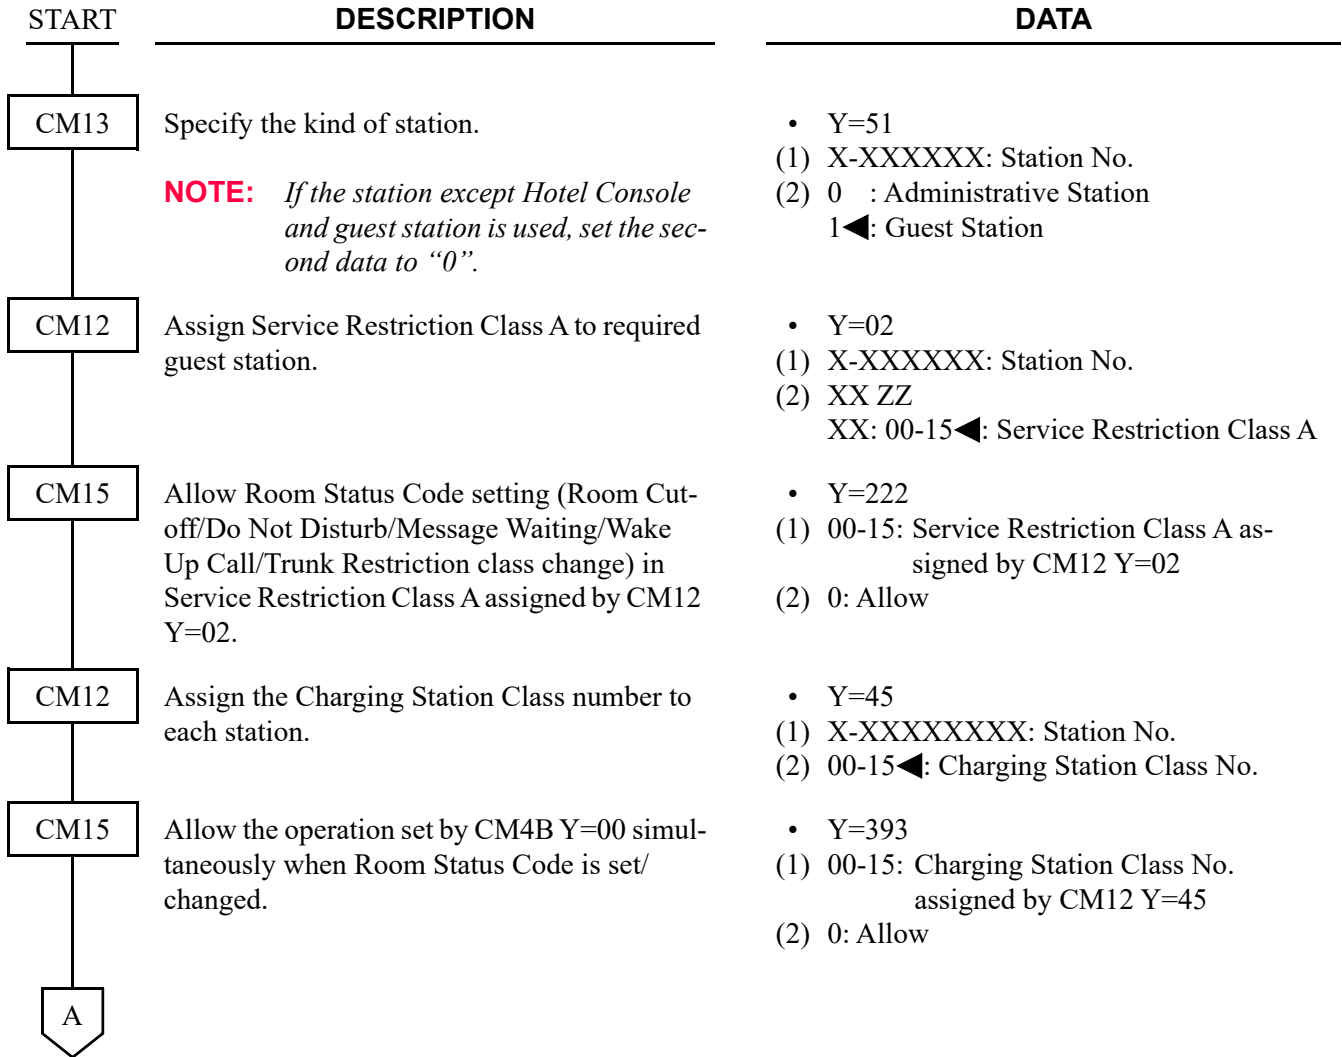 START DESCRIPTION DATA
CM13 Specify the kind of station. • Y=51
(1) X-XXXXXX: Station No.
NOTE: If the station except Hotel Console (2) 0 : Administrative Station
and guest station is used, set the sec- 1◀: Guest Station
ond data to “0”.
CM12 Assign Service Restriction Class A to required • Y=02
guest station. (1) X-XXXXXX: Station No.
(2) XX ZZ
XX: 00-15◀: Service Restriction Class A
CM15 Allow Room Status Code setting (Room Cut- • Y=222
off/Do Not Disturb/Message Waiting/Wake (1) 00-15: Service Restriction Class A as-
Up Call/Trunk Restriction class change) in signed by CM12 Y=02
Service Restriction Class A assigned by CM12 (2) 0: Allow
Y=02.
CM12 Assign the Charging Station Class number to • Y=45
each station. (1) X-XXXXXXXX: Station No.
(2) 00-15◀: Charging Station Class No.
CM15 Allow the operation set by CM4B Y=00 simul- • Y=393
taneously when Room Status Code is set/ (1) 00-15: Charging Station Class No.
changed. assigned by CM12 Y=45
(2) 0: Allow
A